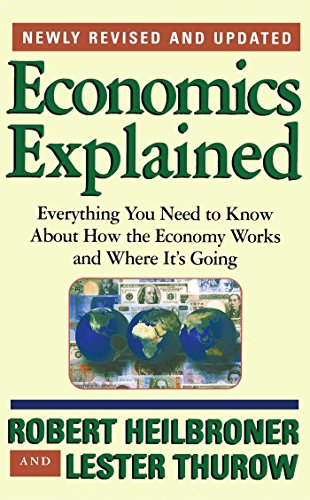 NEWLY REVISED AND UPDATED
Economics
Explained
Everything You Need to Know
About How the Economy Works
and Where It's Going
ROBERT HEILBRONER
AND LESTER THUROW